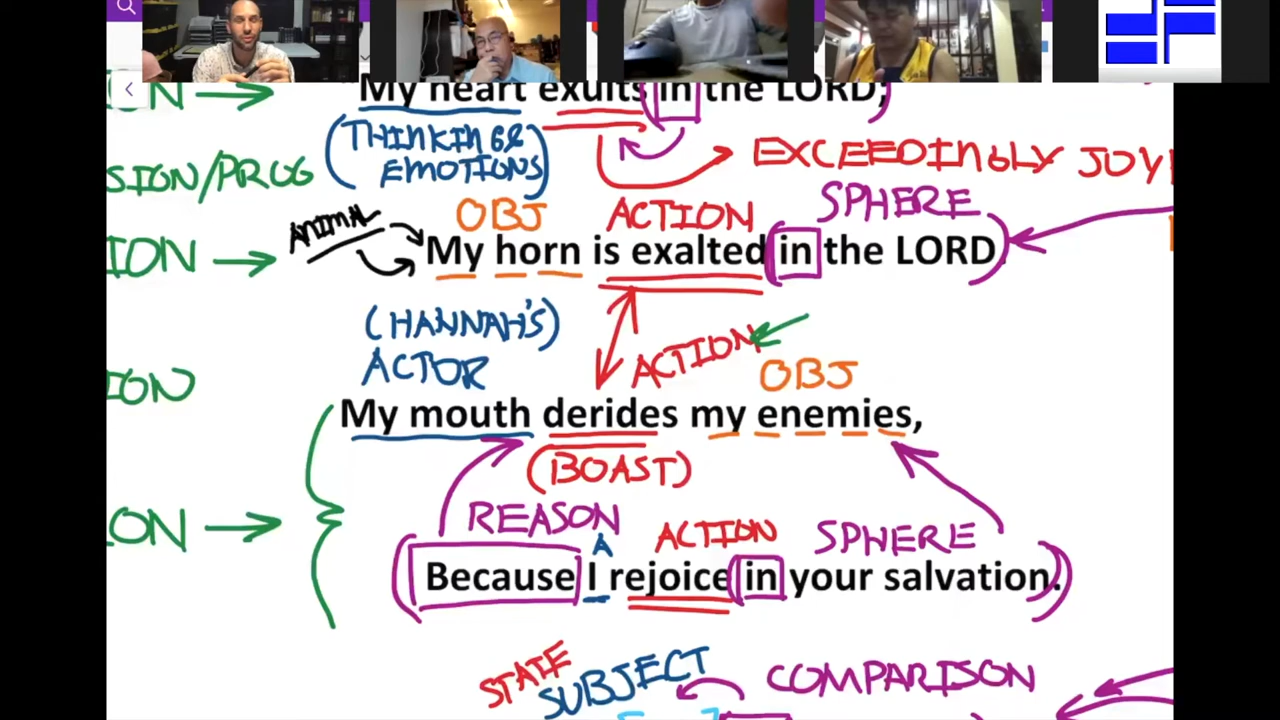 My heart exults in the LORD;
ON →
(THINKING &
EMOTIONS)
EXCEEDINGLY JOY
SION/PROG
OBJ ACTION SPHERE
ANIMAL
ION → My horn is exalted in the LORD
(HANNAH'S)
ACTOR
ACTION
OBJ
ION
My mouth derides my enemies,
(BOAST)
REASON
A
ACTION SPHERE
ON →
Because I rejoice in your salvation.
STATE
SUBJECT
COMPARISON